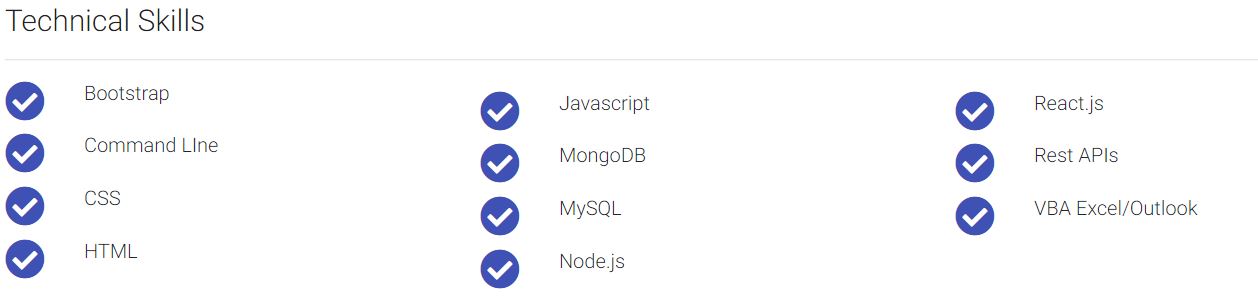 Technical Skills
Bootstrap
Command LIne
CSS
HTML
Javascript
MongoDB
MySQL
Node.js
React.js
Rest APIs
VBA Excel/Outlook